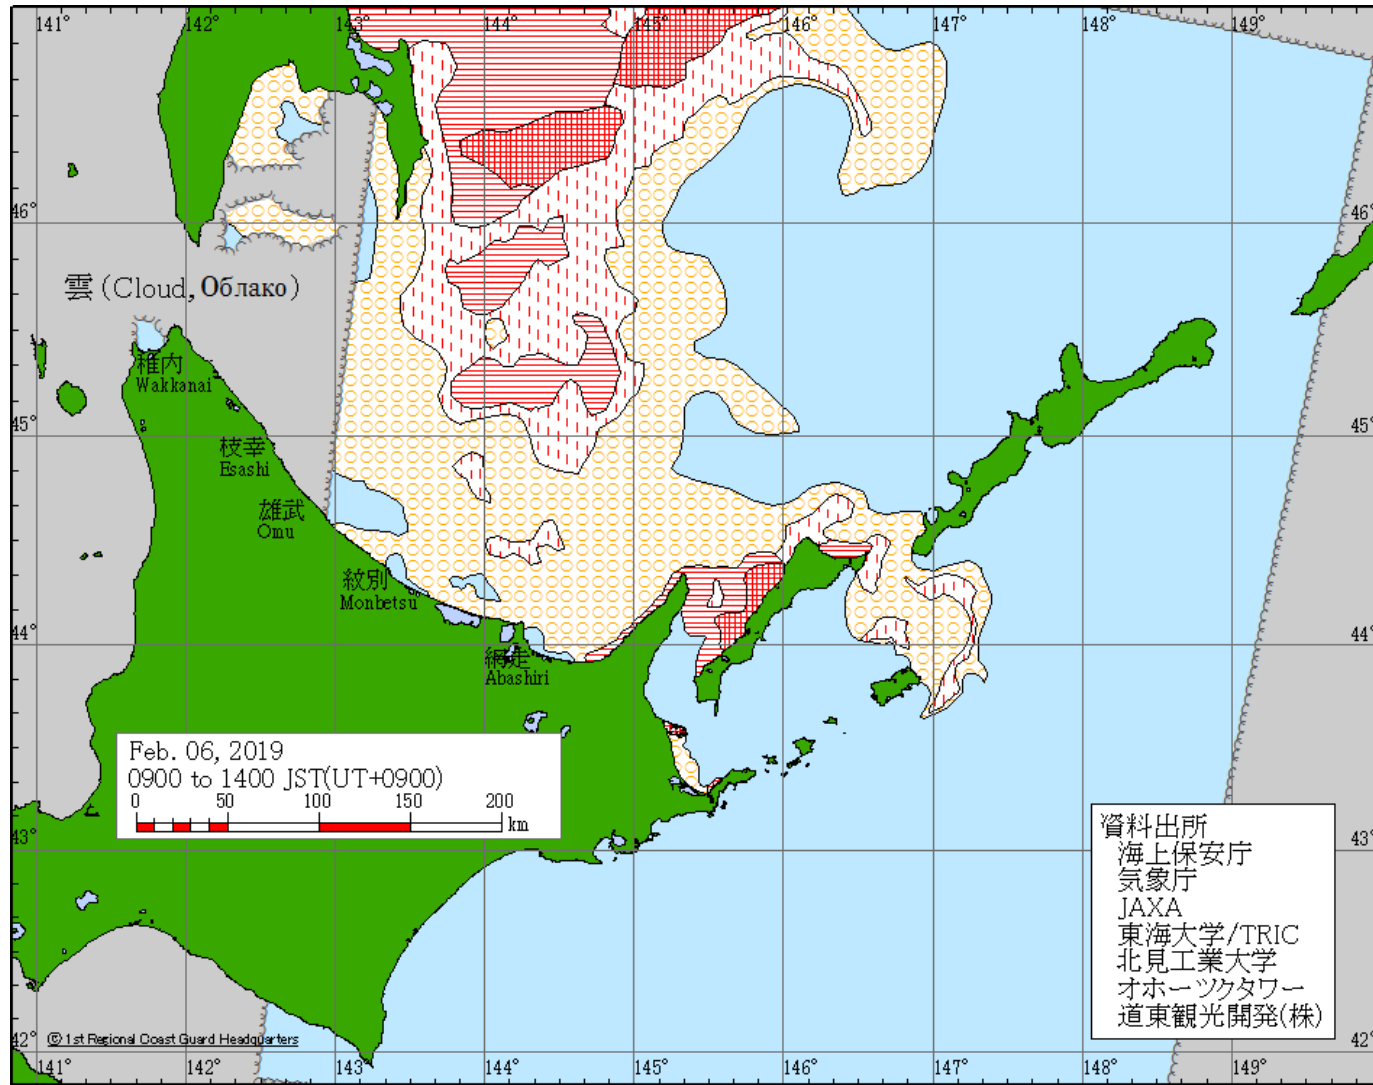 141° 142° 143° 144° 145° 146° 147° 148° 149°
46° 46°
雲 (Cloud, Облако)
稚内
Wakkanai
45° 45°
枝幸
Esashi
雄武
Omu
紋別
Monbetsu
44° 44°
網走
Abashiri
Feb. 06, 2019
0900 to 1400 JST(UT+0900)
0 50 100 150 200
km
43° 43°
資料出所
海上保安庁
気象庁
JAXA
東海大学/TRIC
北見工業大学
オホーツクタワー
道東観光開発(株)
42° 42°
© 1st Regional Coast Guard Headquarters
141° 142° 143° 144° 145° 146° 147° 148° 149°